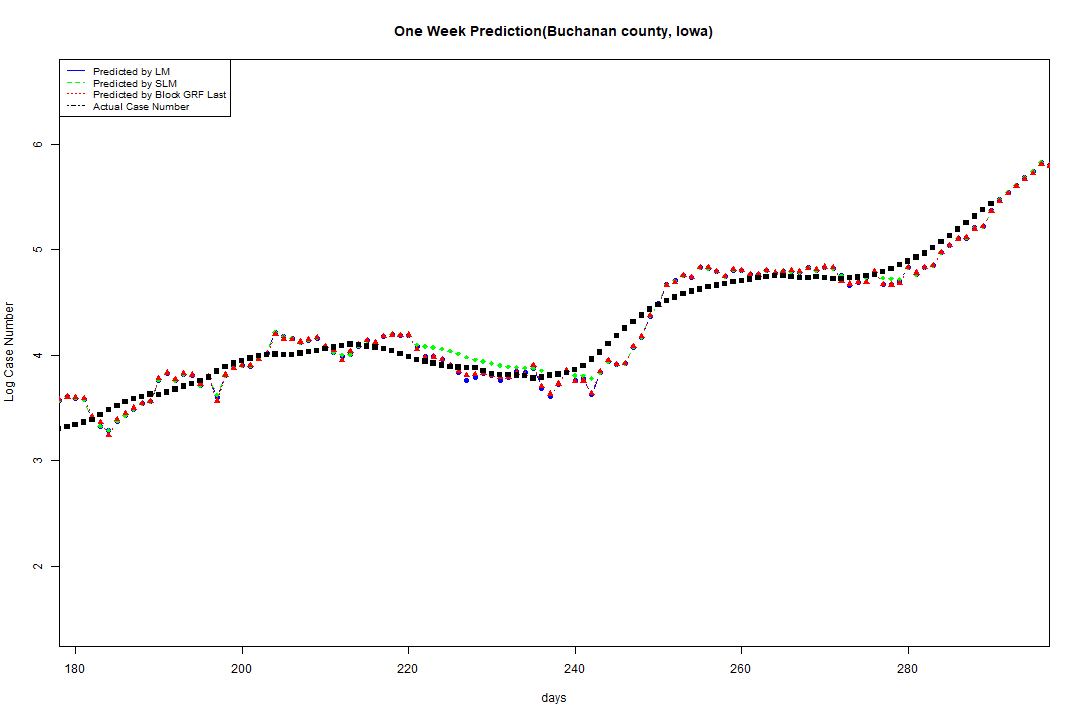 One Week Prediction(Buchanan county, Iowa)
Predicted by LM
Predicted by SLM
Predicted by Block GRF Last
Actual Case Number
Log Case Number
6
5
4
3
2
180 200 220 240 260 280
days